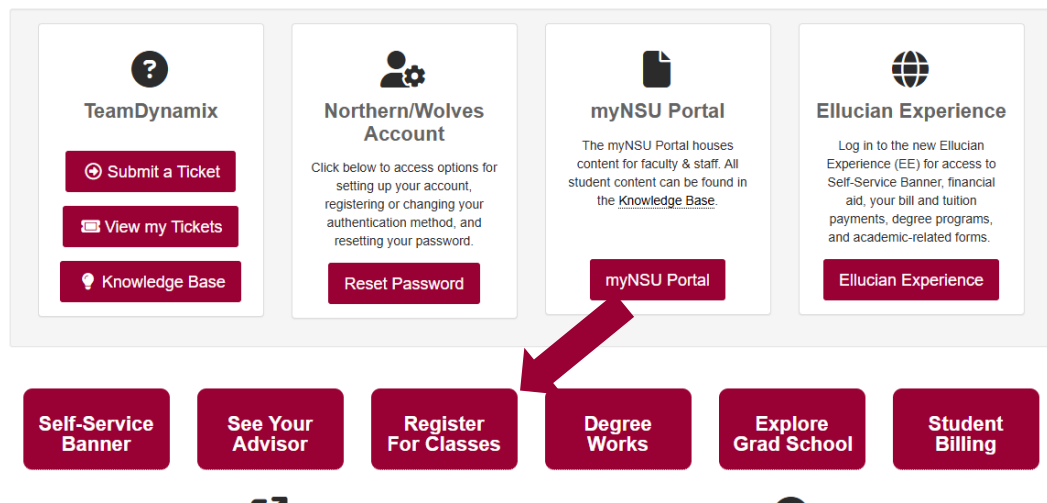 TeamDynamix
Submit a Ticket
View my Tickets
Knowledge Base
Northern/Wolves
Account
Click below to access options for
setting up your account,
registering or changing your
authentication method, and
resetting your password.
Reset Password
myNSU Portal
The myNSU Portal houses
content for faculty & staff. All
student content can be found in
the Knowledge Base.
myNSU Portal
Ellucian Experience
Log in to the new Ellucian
Experience (EE) for access to
Self-Service Banner, financial
aid, your bill and tuition
payments, degree programs,
and academic-related forms.
Ellucian Experience
Self-Service
Banner
See Your
Advisor
Register
For Classes
Degree
Works
Explore
Grad School
Student
Billing